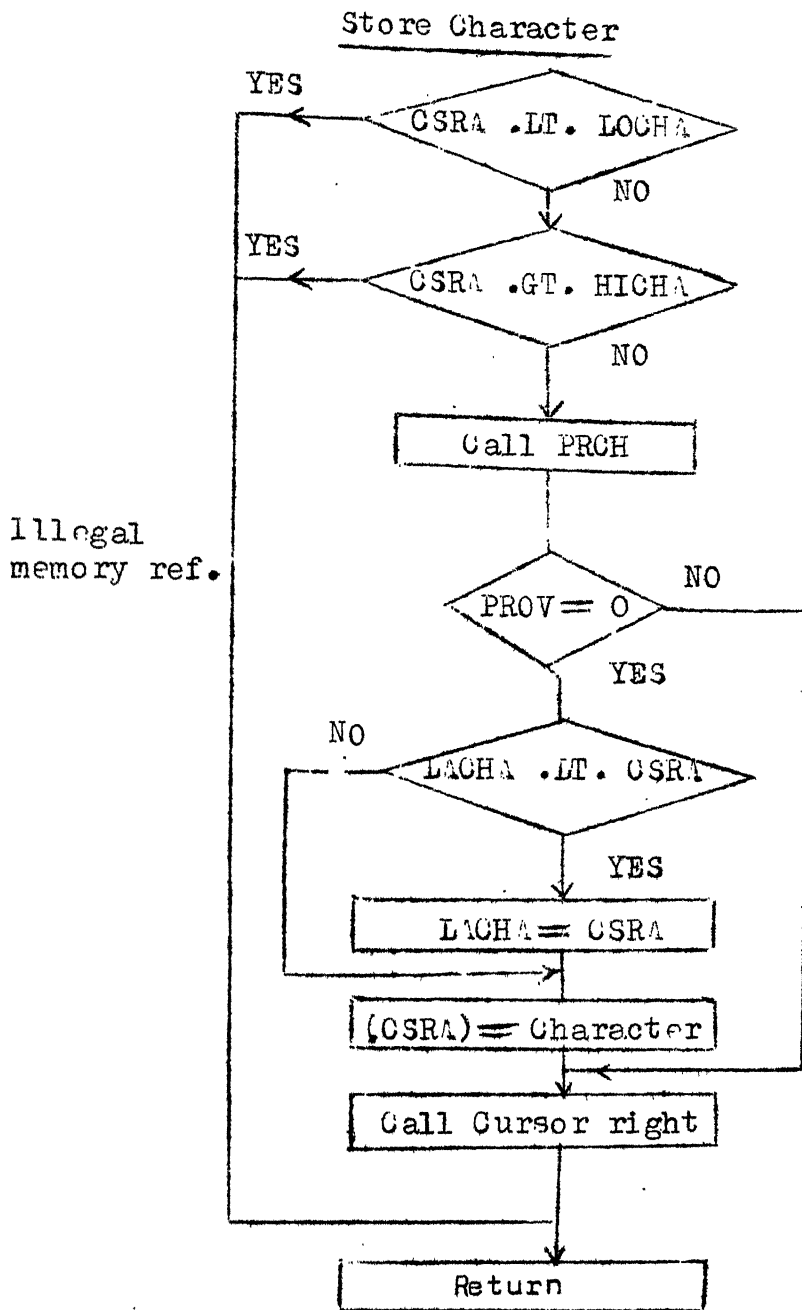 Store Character
YES
CSRA .LT. LOCHA
NO
YES
CSRA .GT. HICHA
NO
Call PRCH
Illegal
memory ref.
PROV = 0
NO
YES
NO
LACHA .LT. CSRA
YES
LACHA = CSRA
(CSRA) = Character
Call Cursor right
Return